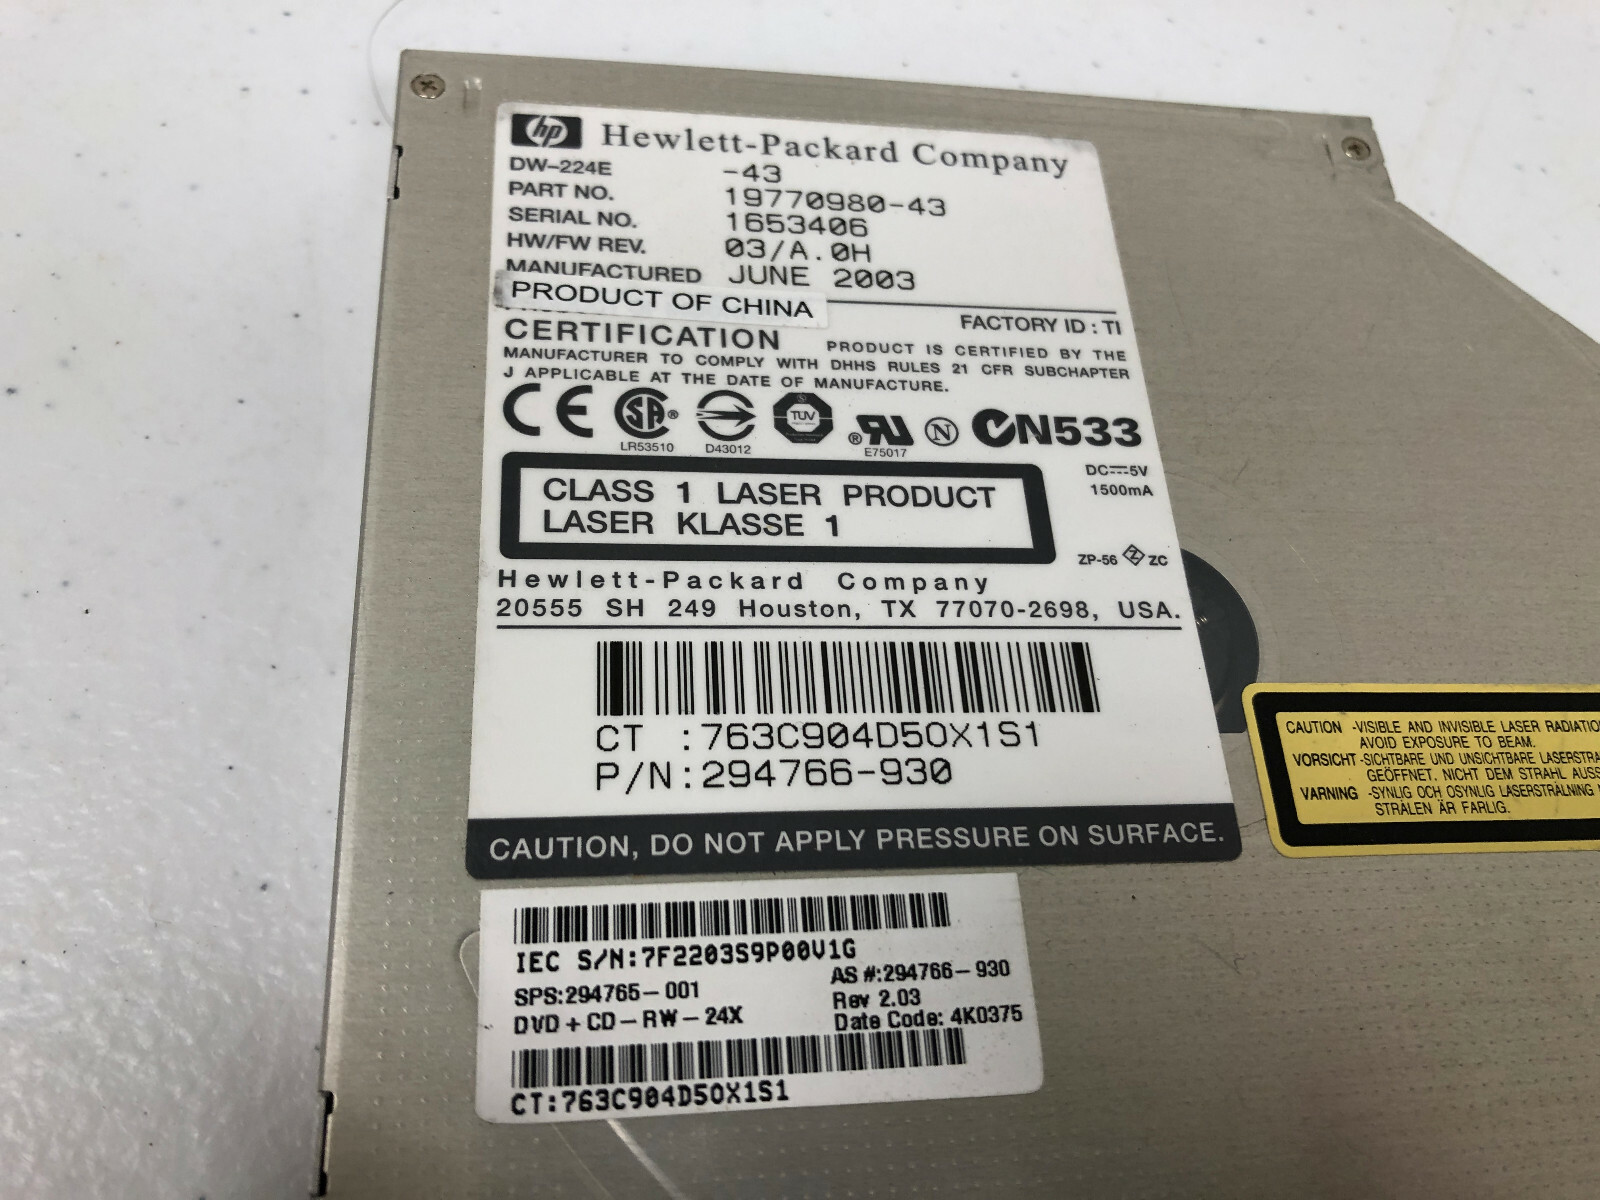 hp Hewlett-Packard Company
DW-224E -43
PART NO. 19770980-43
SERIAL NO. 1653406
HW/FW REV. 03/A.0H
MANUFACTURED JUNE 2003
PRODUCT OF CHINA
FACTORY ID : TI
CERTIFICATION PRODUCT IS CERTIFIED BY THE
MANUFACTURER TO COMPLY WITH DHHS RULES 21 CFR SUBCHAPTER
J APPLICABLE AT THE DATE OF MANUFACTURE.
CE SA® TUV ® N N533
LR53510 D43012 E75017
DC 5V
1500mA
CLASS 1 LASER PRODUCT
LASER KLASSE 1
ZP-56 Z ZC
Hewlett-Packard Company
20555 SH 249 Houston, TX 77070-2698, USA.
CT :763C904D5OX1S1
P/N:294766-930
CAUTION, DO NOT APPLY PRESSURE ON SURFACE.
CAUTION -VISIBLE AND INVISIBLE LASER
AVOID EXPOSURE TO BEAM.
VORSICHT -SICHTBARE UND UNSICHTBARE
GEÖFFNET. NICHT DEM STRAHL
VARNING -SYNLIG OCH OSYNLIG LASERSTRÅLNING
STRÅLEN ÄR FARLIG.
IEC S/N:7F2203S9P00V1G
AS #:294766-930
SPS:294765-001
Rev 2.03
DVD+CD-RW-24X
Date Code: 4K0375
CT:763C904D5OX1S1